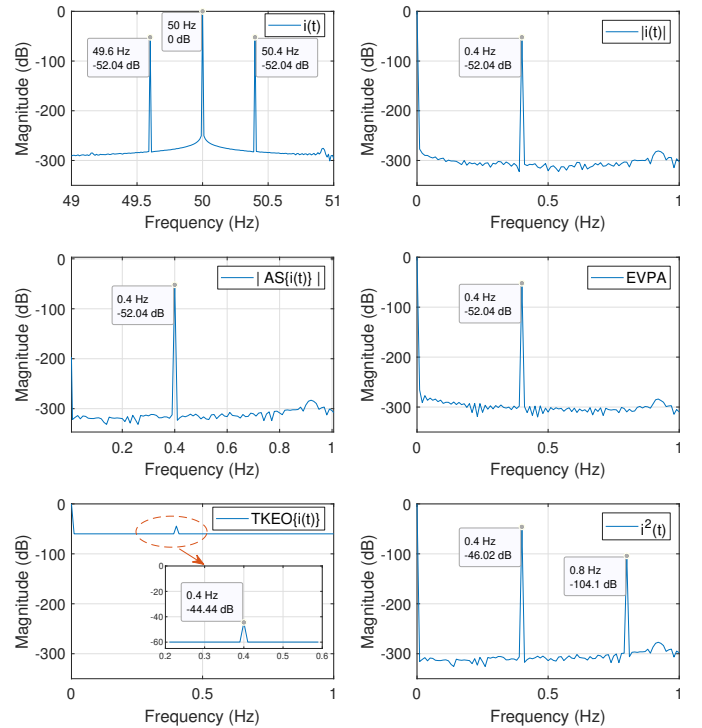 0
-100
-200
-300
Magnitude (dB)
49
49.5
50
50.5
51
Frequency (Hz)
i(t)
49.6 Hz
-52.04 dB
50 Hz
0 dB
50.4 Hz
-52.04 dB
0
-100
-200
-300
Magnitude (dB)
0
0.5
1
Frequency (Hz)
|i(t)|
0.4 Hz
-52.04 dB
0
-100
-200
-300
Magnitude (dB)
0.2
0.4
0.6
0.8
1
Frequency (Hz)
| AS{i(t)} |
0.4 Hz
-52.04 dB
0
-100
-200
-300
Magnitude (dB)
0
0.5
1
Frequency (Hz)
EVPA
0.4 Hz
-52.04 dB
0
-100
-200
-300
Magnitude (dB)
0
0.5
1
Frequency (Hz)
TKEO{i(t)}
0
-20
-40
-60
0.2
0.3
0.4
0.5
0.6
0.4 Hz
-44.44 dB
0
-100
-200
-300
Magnitude (dB)
0
0.5
1
Frequency (Hz)
i²(t)
0.4 Hz
-46.02 dB
0.8 Hz
-104.1 dB